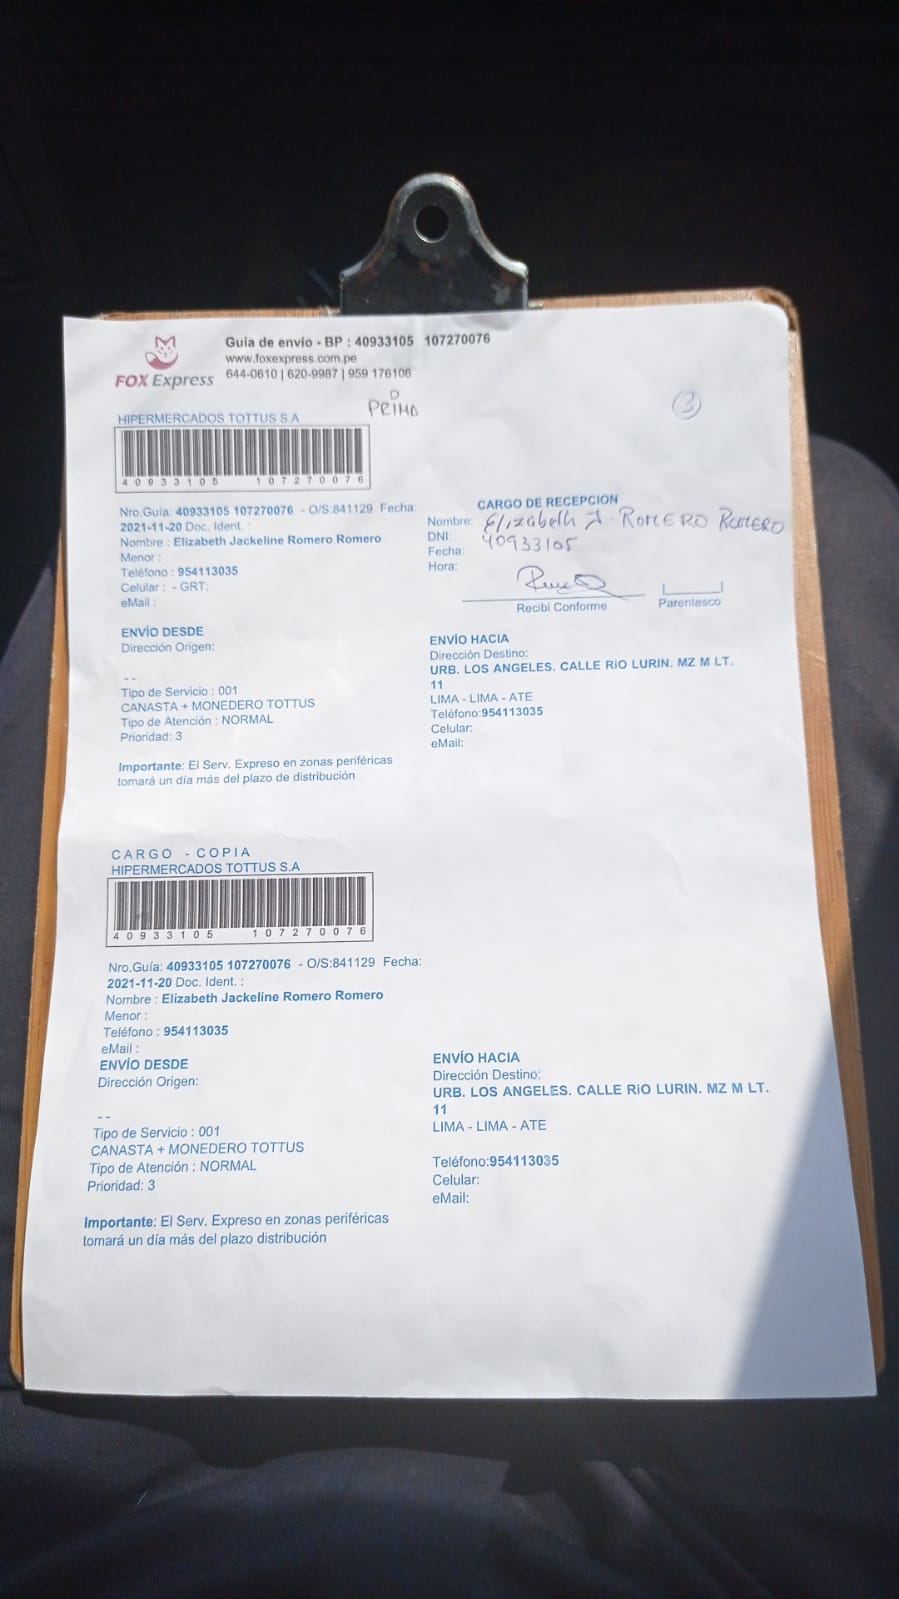 Guia de envío - BP : 40933105 107270076
www.foxexpress.com.pe
644-0610 | 620-9987 | 959 176106
FOX Express
PRIMO
3
HIPERMERCADOS TOTTUS S.A
40933105 107270076
Nro.Guía: 40933105 107270076 - O/S:841129 Fecha:
2021-11-20 Doc. Ident. :
Nombre : Elizabeth Jackeline Romero Romero
Menor :
Teléfono : 954113035
Celular : - GRT:
eMail :
CARGO DE RECEPCION
Nombre: Elizabeth J. ROMERO ROMERO
DNI: 40933105
Fecha:
Hora:
Recibi Conforme
Parentesco
ENVÍO DESDE
Dirección Origen:
--
Tipo de Servicio : 001
CANASTA + MONEDERO TOTTUS
Tipo de Atención : NORMAL
Prioridad: 3
ENVÍO HACIA
Dirección Destino:
URB. LOS ANGELES. CALLE RiO LURIN. MZ M LT.
11
LIMA - LIMA - ATE
Teléfono:954113035
Celular:
eMail:
Importante: El Serv. Expreso en zonas periféricas
tomará un día más del plazo de distribución
CARGO - COPIA
HIPERMERCADOS TOTTUS S.A
40933105 107270076
Nro.Guía: 40933105 107270076 - O/S:841129 Fecha:
2021-11-20 Doc. Ident. :
Nombre : Elizabeth Jackeline Romero Romero
Menor :
Teléfono : 954113035
eMail :
ENVÍO DESDE
Dirección Origen:
--
Tipo de Servicio : 001
CANASTA + MONEDERO TOTTUS
Tipo de Atención : NORMAL
Prioridad: 3
ENVÍO HACIA
Dirección Destino:
URB. LOS ANGELES. CALLE RiO LURIN. MZ M LT.
11
LIMA - LIMA - ATE
Teléfono:954113035
Celular:
eMail:
Importante: El Serv. Expreso en zonas periféricas
tomará un día más del plazo distribución